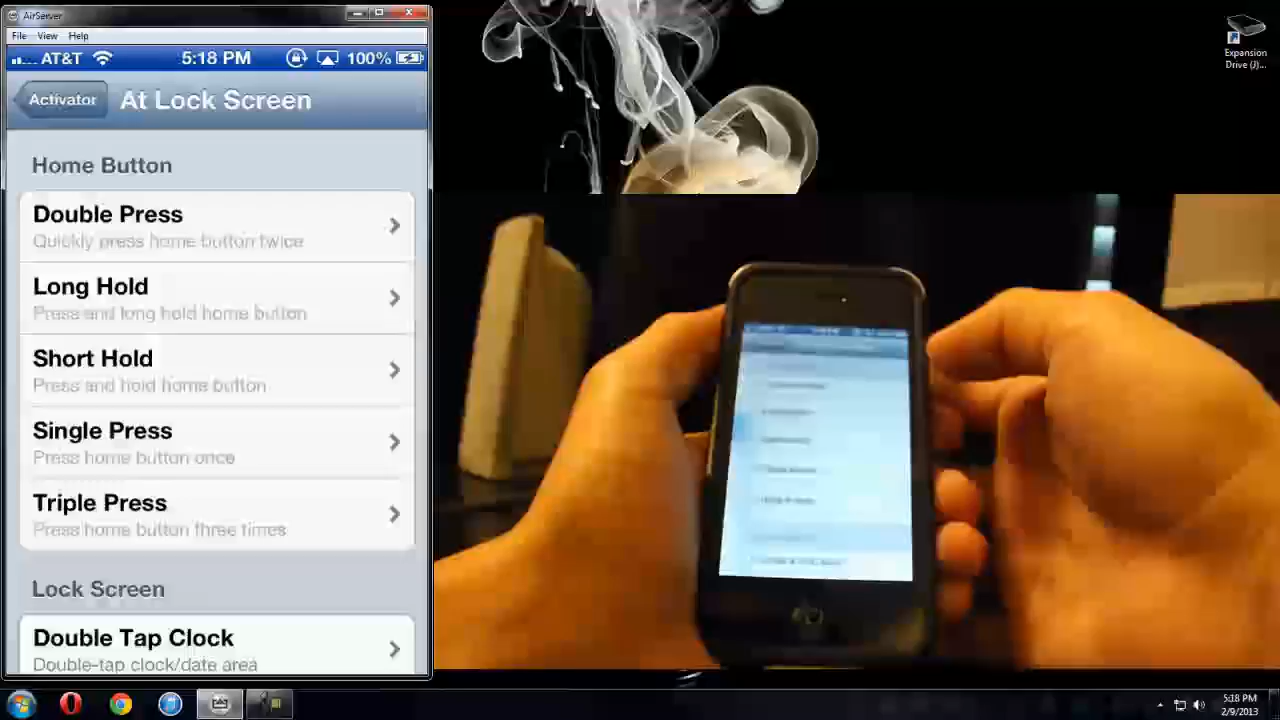 AirServer
File View Help
AT&T 5:18 PM 100%
Activator At Lock Screen
Home Button
Double Press
Quickly press home button twice
Long Hold
Press and long hold home button
Short Hold
Press and hold home button
Single Press
Press home button once
Triple Press
Press home button three times
Lock Screen
Double Tap Clock
Double-tap clock/date area
Expansion
Drive (J)...
5:18 PM
2/9/2013